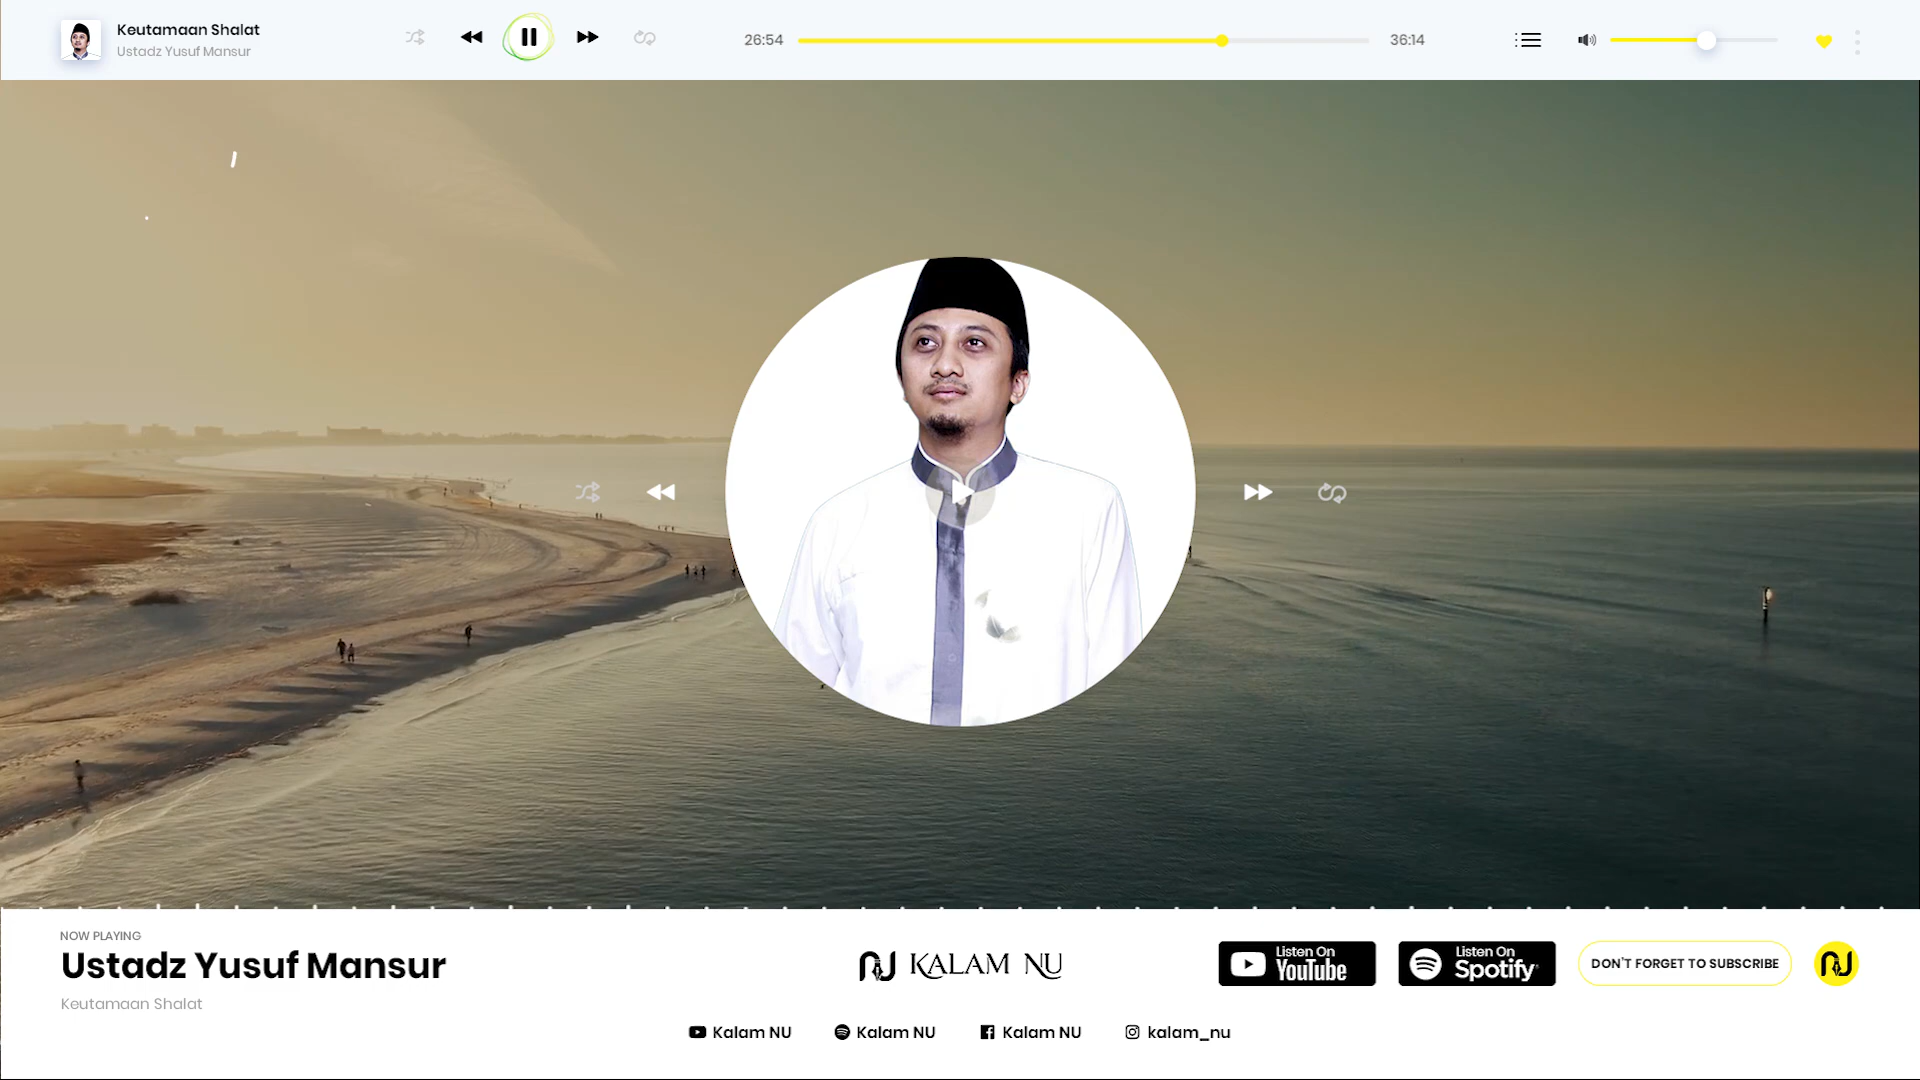 Keutamaan Shalat
Ustadz Yusuf Mansur
26:54
36:14
NOW PLAYING
Ustadz Yusuf Mansur
Keutamaan Shalat
KALAM NU
Listen On
YouTube
Listen On
Spotify
DON'T FORGET TO SUBSCRIBE
Kalam NU
Kalam NU
Kalam NU
kalam_nu